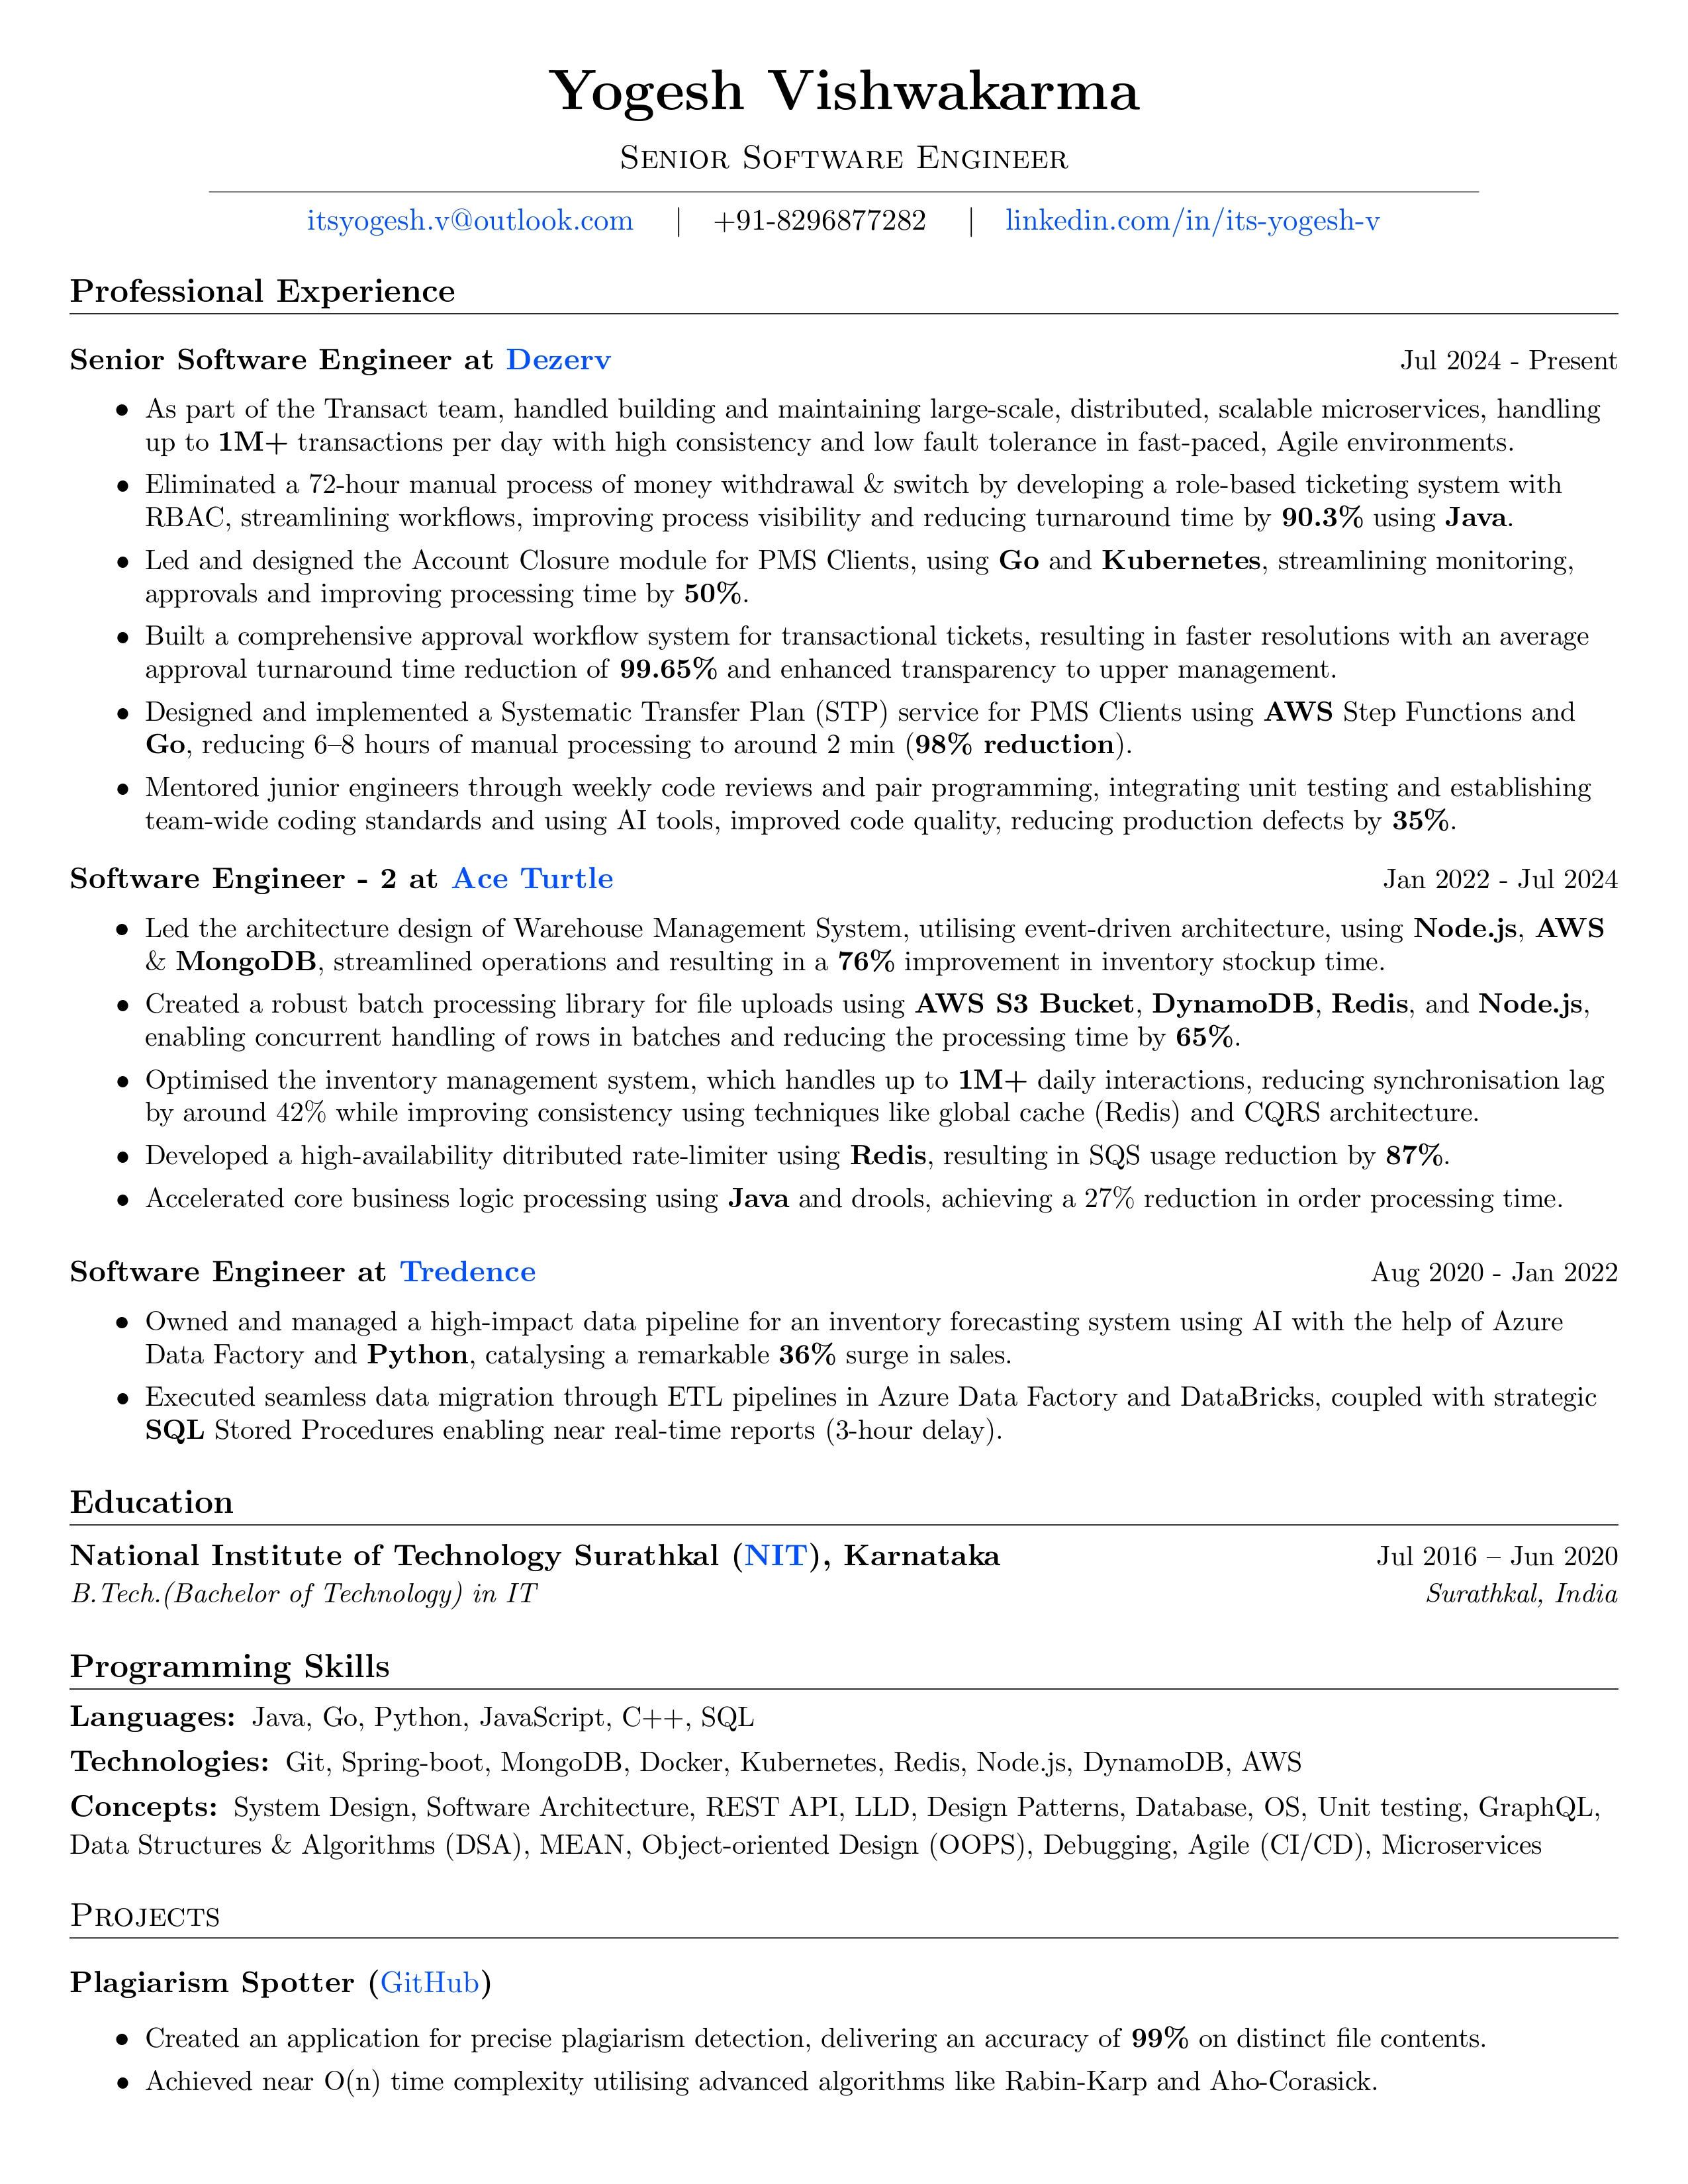 Yogesh Vishwakarma
Senior Software Engineer
itsyogesh.v@outlook.com | +91-8296877282 | linkedin.com/in/its-yogesh-v
Professional Experience
Senior Software Engineer at Dezerv Jul 2024 - Present
• As part of the Transact team, handled building and maintaining large-scale, distributed, scalable microservices, handling
up to 1M+ transactions per day with high consistency and low fault tolerance in fast-paced, Agile environments.
• Eliminated a 72-hour manual process of money withdrawal & switch by developing a role-based ticketing system with
RBAC, streamlining workflows, improving process visibility and reducing turnaround time by 90.3% using Java.
• Led and designed the Account Closure module for PMS Clients, using Go and Kubernetes, streamlining monitoring,
approvals and improving processing time by 50%.
• Built a comprehensive approval workflow system for transactional tickets, resulting in faster resolutions with an average
approval turnaround time reduction of 99.65% and enhanced transparency to upper management.
• Designed and implemented a Systematic Transfer Plan (STP) service for PMS Clients using AWS Step Functions and
Go, reducing 6–8 hours of manual processing to around 2 min (98% reduction).
• Mentored junior engineers through weekly code reviews and pair programming, integrating unit testing and establishing
team-wide coding standards and using AI tools, improved code quality, reducing production defects by 35%.
Software Engineer - 2 at Ace Turtle Jan 2022 - Jul 2024
• Led the architecture design of Warehouse Management System, utilising event-driven architecture, using Node.js, AWS
& MongoDB, streamlined operations and resulting in a 76% improvement in inventory stockup time.
• Created a robust batch processing library for file uploads using AWS S3 Bucket, DynamoDB, Redis, and Node.js,
enabling concurrent handling of rows in batches and reducing the processing time by 65%.
• Optimised the inventory management system, which handles up to 1M+ daily interactions, reducing synchronisation lag
by around 42% while improving consistency using techniques like global cache (Redis) and CQRS architecture.
• Developed a high-availability ditributed rate-limiter using Redis, resulting in SQS usage reduction by 87%.
• Accelerated core business logic processing using Java and drools, achieving a 27% reduction in order processing time.
Software Engineer at Tredence Aug 2020 - Jan 2022
• Owned and managed a high-impact data pipeline for an inventory forecasting system using AI with the help of Azure
Data Factory and Python, catalysing a remarkable 36% surge in sales.
• Executed seamless data migration through ETL pipelines in Azure Data Factory and DataBricks, coupled with strategic
SQL Stored Procedures enabling near real-time reports (3-hour delay).
Education
National Institute of Technology Surathkal (NIT), Karnataka Jul 2016 – Jun 2020
B.Tech.(Bachelor of Technology) in IT Surathkal, India
Programming Skills
Languages: Java, Go, Python, JavaScript, C++, SQL
Technologies: Git, Spring-boot, MongoDB, Docker, Kubernetes, Redis, Node.js, DynamoDB, AWS
Concepts: System Design, Software Architecture, REST API, LLD, Design Patterns, Database, OS, Unit testing, GraphQL,
Data Structures & Algorithms (DSA), MEAN, Object-oriented Design (OOPS), Debugging, Agile (CI/CD), Microservices
Projects
Plagiarism Spotter (GitHub)
• Created an application for precise plagiarism detection, delivering an accuracy of 99% on distinct file contents.
• Achieved near O(n) time complexity utilising advanced algorithms like Rabin-Karp and Aho-Corasick.